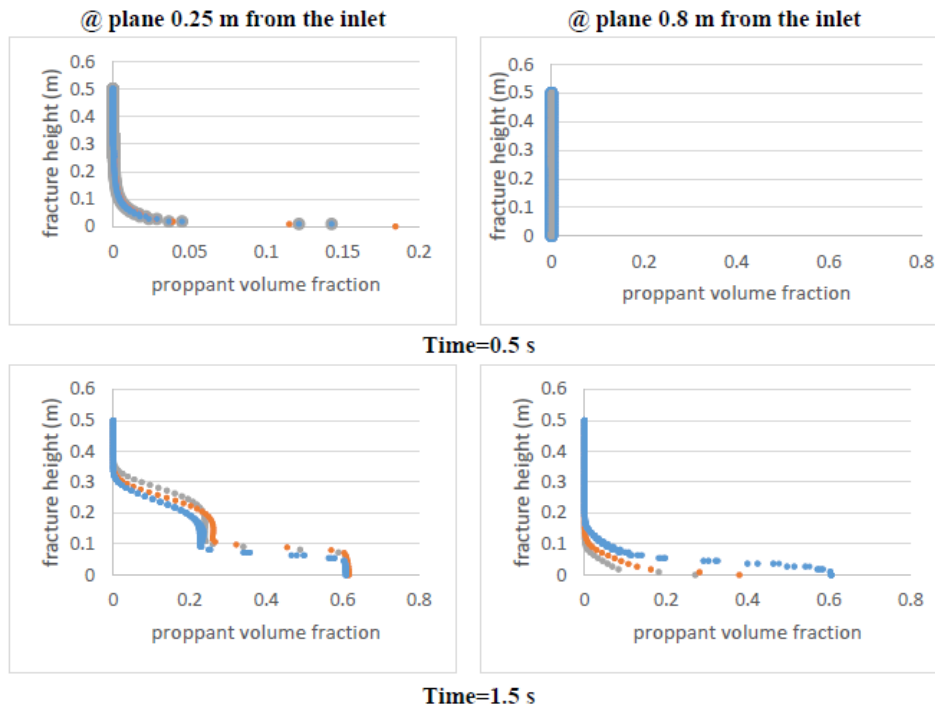 @ plane 0.25 m from the inlet
@ plane 0.8 m from the inlet
fracture height (m)
0.6
0.5
0.4
0.3
0.2
0.1
0
0 0.05 0.1 0.15 0.2
proppant volume fraction
fracture height (m)
0.6
0.5
0.4
0.3
0.2
0.1
0
0 0.2 0.4 0.6 0.8
proppant volume fraction
Time=0.5 s
fracture height (m)
0.6
0.5
0.4
0.3
0.2
0.1
0
0 0.2 0.4 0.6 0.8
proppant volume fraction
fracture height (m)
0.6
0.5
0.4
0.3
0.2
0.1
0
0 0.2 0.4 0.6 0.8
proppant volume fraction
Time=1.5 s